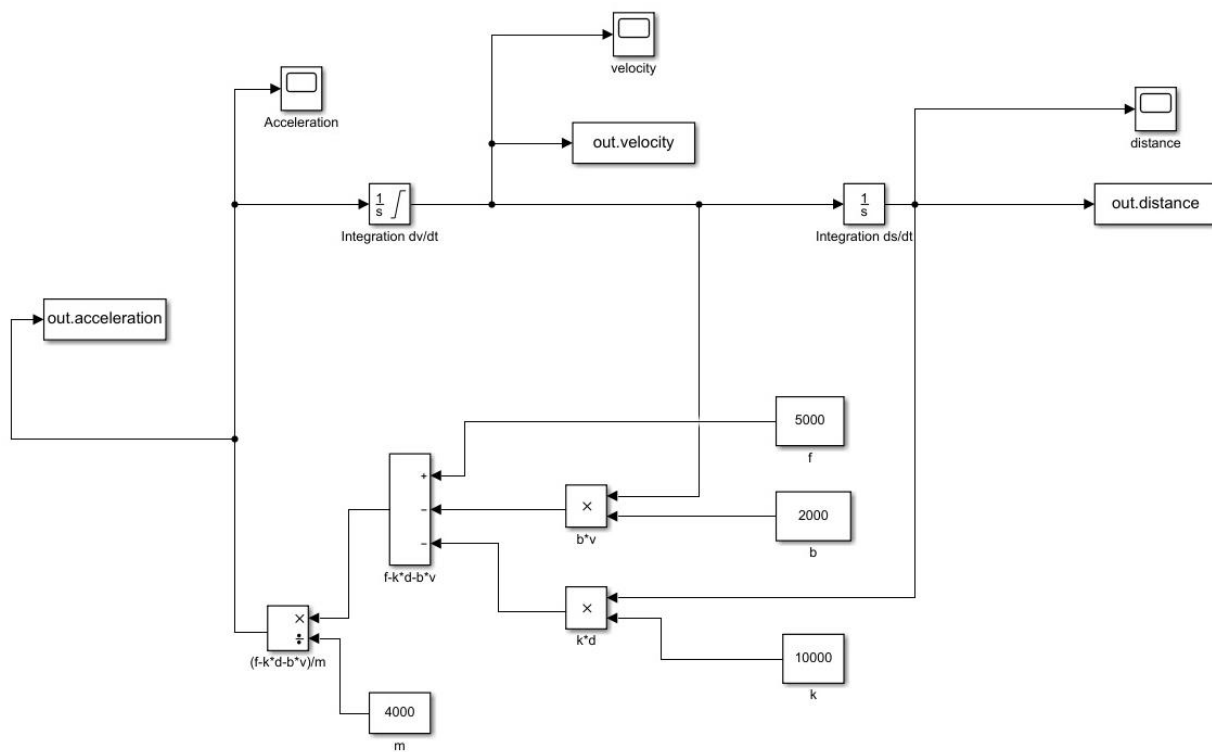 velocity
Acceleration
out.velocity
distance
1
s
Integration dv/dt
1
s
Integration ds/dt
out.distance
out.acceleration
5000
f
+
−
−
f-k*d-b*v
×
b*v
2000
b
×
k*d
×
÷
(f-k*d-b*v)/m
10000
k
4000
m